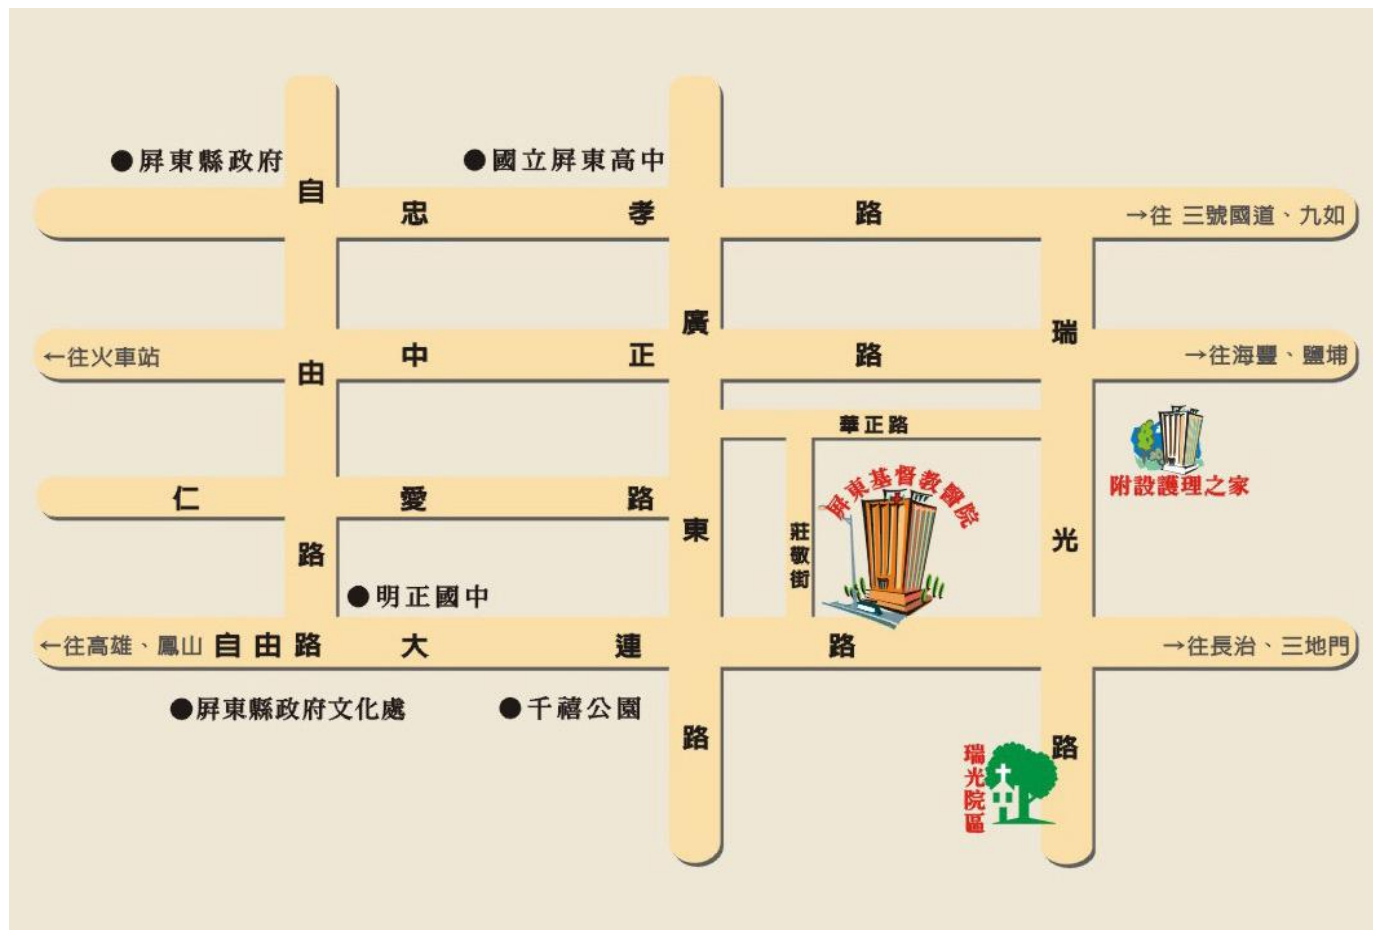 ●屏東縣政府
●國立屏東高中
自由路
忠孝路
→往 三號國道、九如
廣東路
瑞光路
←往火車站
中正路
→往海豐、鹽埔
華正路
附設護理之家
屏東基督教醫院
仁愛路
莊敬街
●明正國中
←往高雄、鳳山
自由路
大連路
→往長治、三地門
●屏東縣政府文化處
●千禧公園
瑞光院區